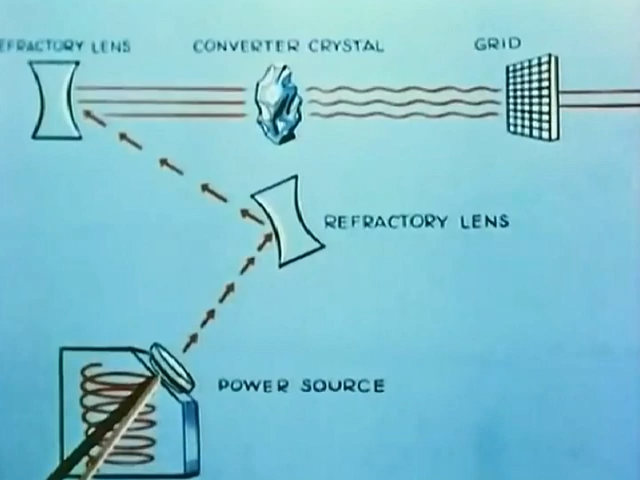 EFRACTORY LENS
CONVERTER CRYSTAL
GRID
REFRACTORY LENS
POWER SOURCE